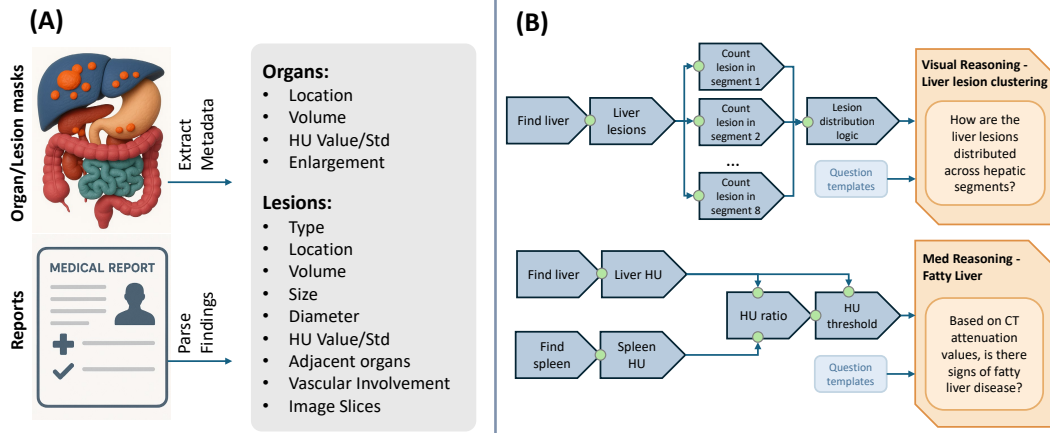 (A)
Organ/Lesion masks
Extract
Metadata
Reports
MEDICAL REPORT
Parse
Findings
Organs:
• Location
• Volume
• HU Value/Std
• Enlargement
Lesions:
• Type
• Location
• Volume
• Size
• Diameter
• HU Value/Std
• Adjacent organs
• Vascular Involvement
• Image Slices
(B)
Find liver
Liver
lesions
Count
lesion in
segment 1
Count
lesion in
segment 2
...
Count
lesion in
segment 8
Lesion
distribution
logic
Question
templates
Visual Reasoning -
Liver lesion clustering
How are the
liver lesions
distributed
across hepatic
segments?
Find liver
Liver HU
Find
spleen
Spleen
HU
HU ratio
HU
threshold
Question
templates
Med Reasoning -
Fatty Liver
Based on CT
attenuation
values, is there
signs of fatty
liver disease?